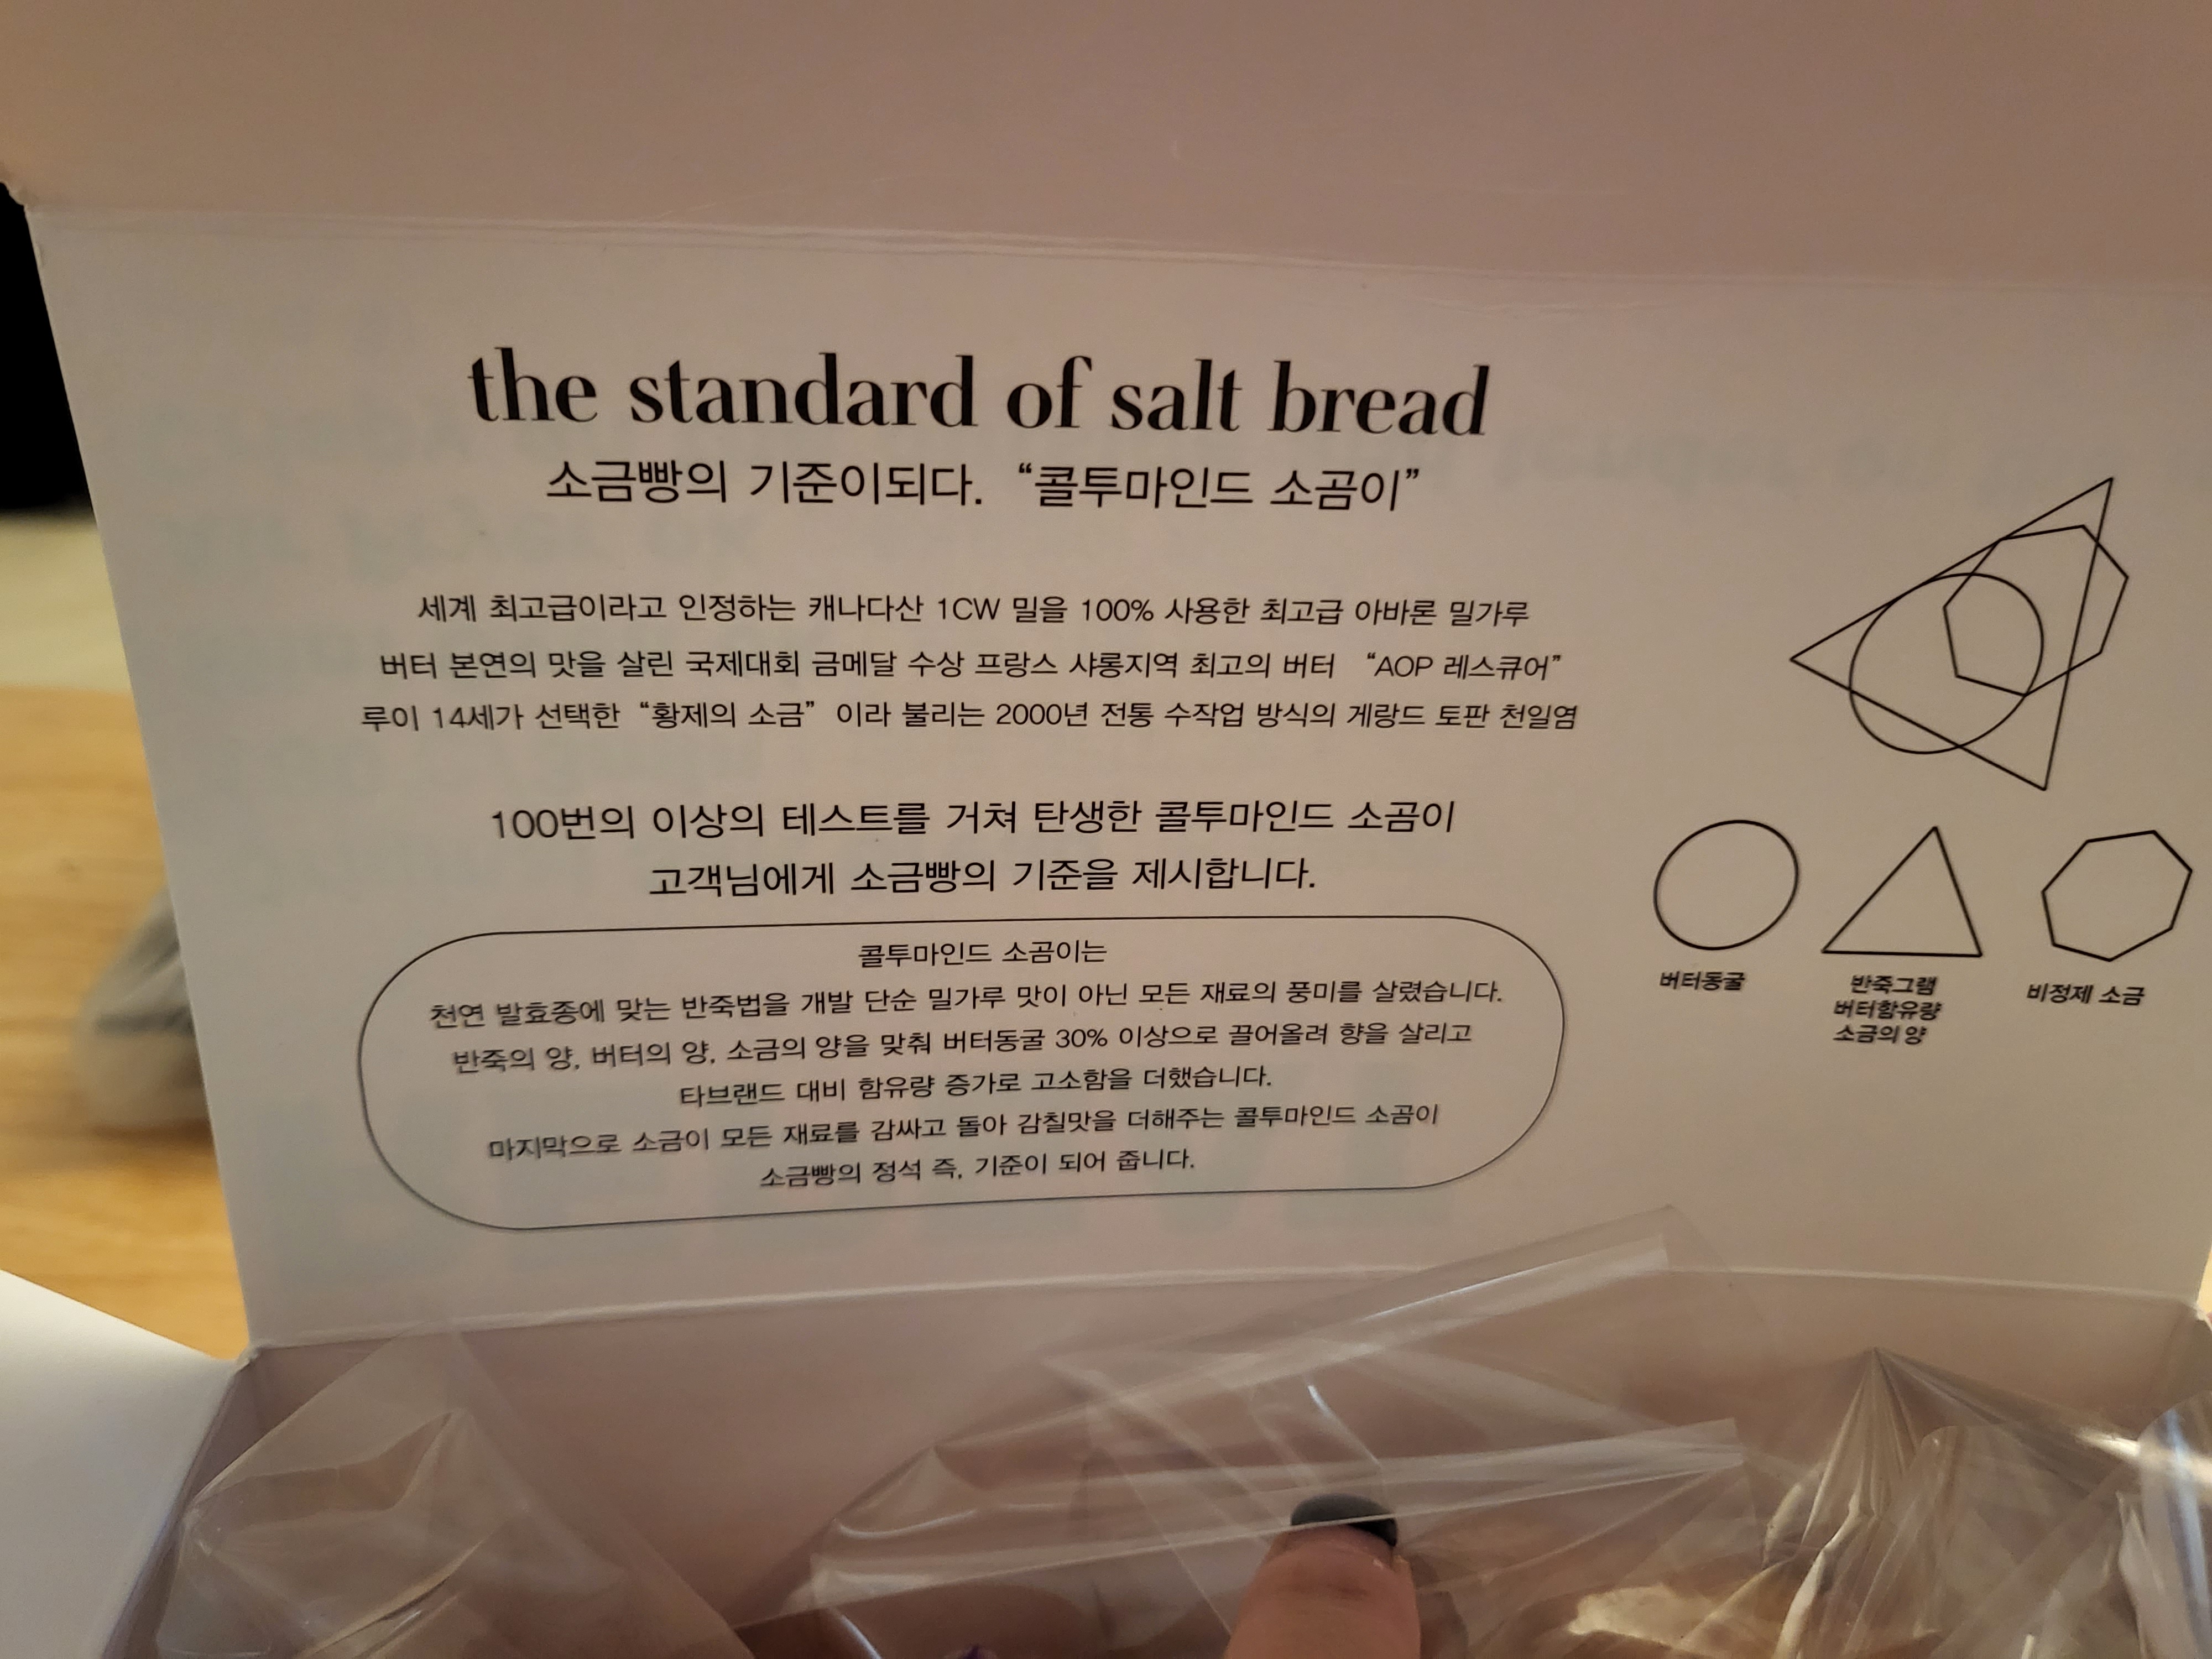 the standard of salt bread
소금빵의 기준이되다. “콜투마인드 소곰이”
세계 최고급이라고 인정하는 캐나다산 1CW 밀을 100% 사용한 최고급 아바론 밀가루
버터 본연의 맛을 살린 국제대회 금메달 수상 프랑스 샤롱지역 최고의 버터 “AOP 레스큐어”
루이 14세가 선택한 “황제의 소금” 이라 불리는 2000년 전통 수작업 방식의 게랑드 토판 천일염
100번의 이상의 테스트를 거쳐 탄생한 콜투마인드 소곰이
고객님에게 소금빵의 기준을 제시합니다.
콜투마인드 소곰이는
천연 발효종에 맞는 반죽법을 개발 단순 밀가루 맛이 아닌 모든 재료의 풍미를 살렸습니다.
반죽의 양, 버터의 양, 소금의 양을 맞춰 버터동굴 30% 이상으로 끌어올려 향을 살리고
타브랜드 대비 함유량 증가로 고소함을 더했습니다.
마지막으로 소금이 모든 재료를 감싸고 돌아 감칠맛을 더해주는 콜투마인드 소곰이
소금빵의 정석 즉, 기준이 되어 줍니다.
버터동굴
반죽그램
버터함유량
소금의 양
비정제 소금